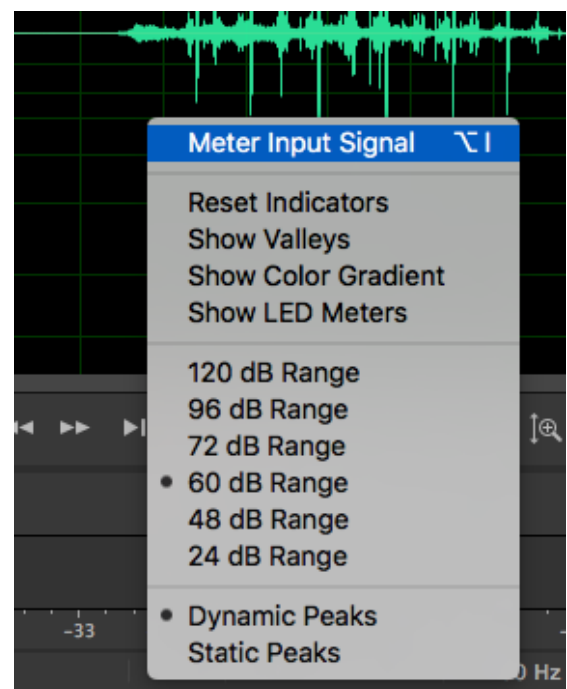 Meter Input Signal ⌥ I
Reset Indicators
Show Valleys
Show Color Gradient
Show LED Meters
120 dB Range
96 dB Range
72 dB Range
• 60 dB Range
48 dB Range
24 dB Range
• Dynamic Peaks
-33
Static Peaks
0 Hz